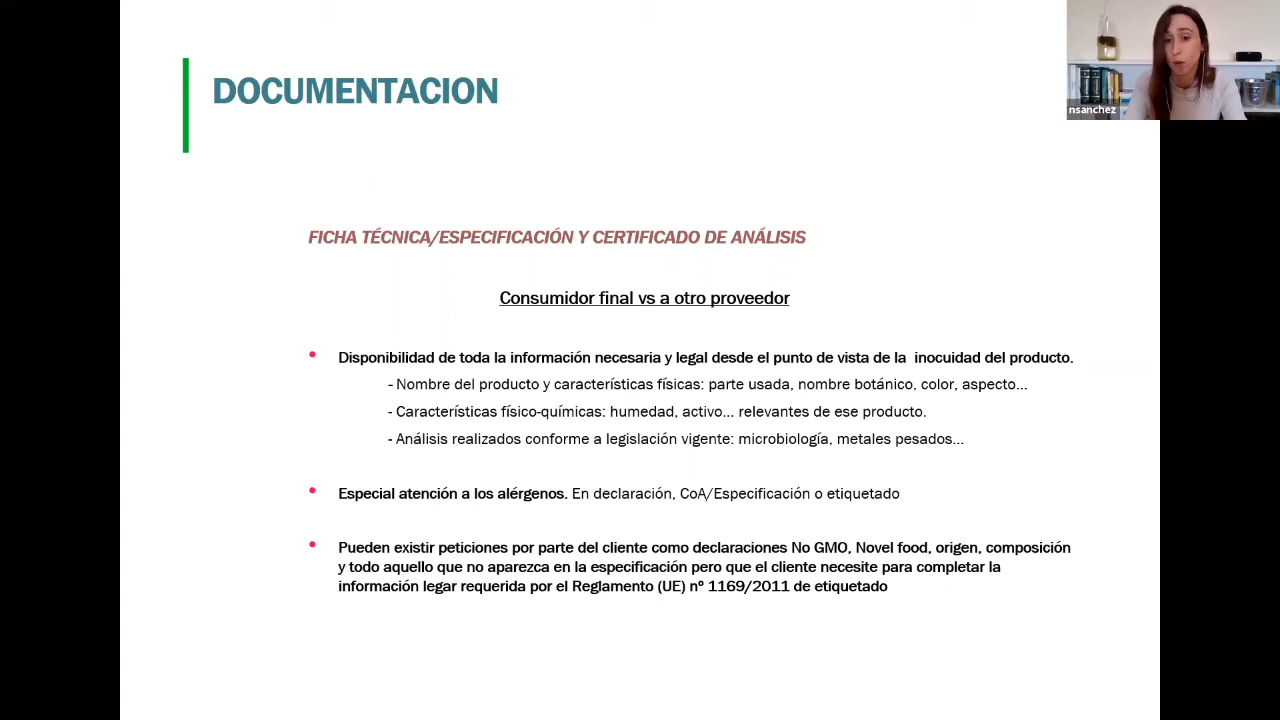 DOCUMENTACION
nsanchez
FICHA TÉCNICA/ESPECIFICACIÓN Y CERTIFICADO DE ANÁLISIS
Consumidor final vs a otro proveedor
• Disponibilidad de toda la información necesaria y legal desde el punto de vista de la inocuidad del producto.
- Nombre del producto y características físicas: parte usada, nombre botánico, color, aspecto...
- Características físico-químicas: humedad, activo... relevantes de ese producto.
- Análisis realizados conforme a legislación vigente: microbiología, metales pesados...
• Especial atención a los alérgenos. En declaración, CoA/Especificación o etiquetado
• Pueden existir peticiones por parte del cliente como declaraciones No GMO, Novel food, origen, composición
y todo aquello que no aparezca en la especificación pero que el cliente necesite para completar la
información legar requerida por el Reglamento (UE) nº 1169/2011 de etiquetado